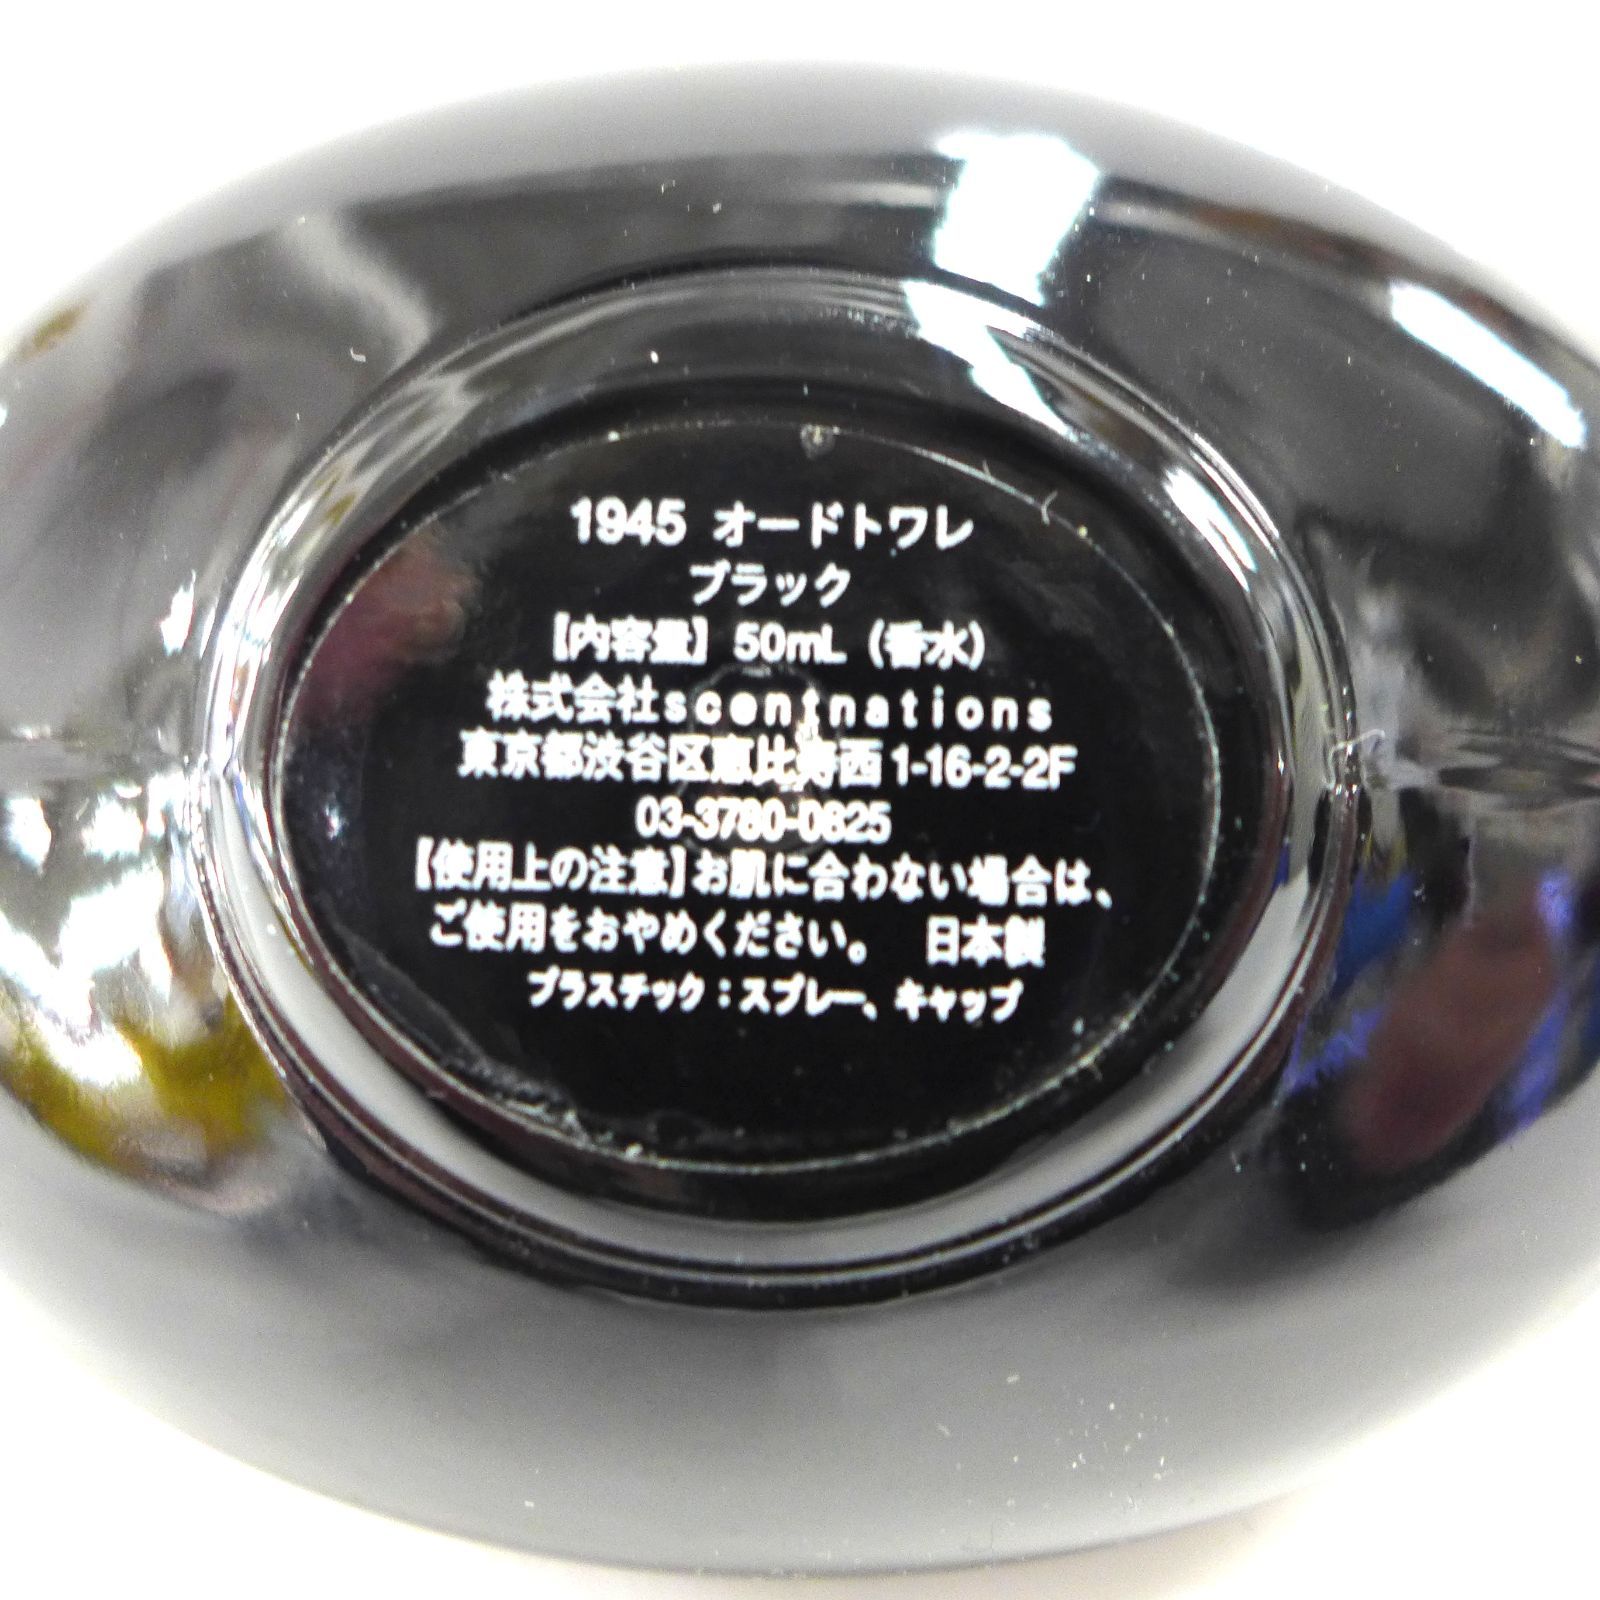 1945 オードトワレ
ブラック
【内容量】 50mL (香水)
株式会社scentnations
東京都渋谷区恵比寿西1-16-2-2F
03-3780-0825
【使用上の注意】お肌に合わない場合は、
ご使用をおやめください。 日本製
プラスチック：スプレー、キャップ